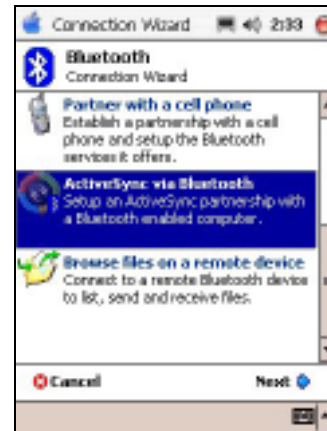 Connection Wizard 2:33
Bluetooth
Connection Wizard
Partner with a cell phone
Establish a partnership with a cell
phone and setup the Bluetooth
services it offers.
ActiveSync via Bluetooth
Setup an ActiveSync partnership with
a Bluetooth enabled computer.
Browse files on a remote device
Connect to a remote Bluetooth device
to list, send and receive files.
Cancel Next